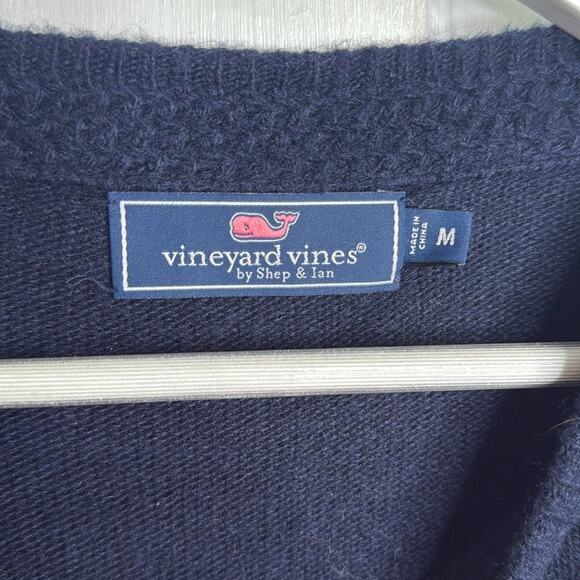 vineyard vines®
by Shep & Ian
MADE IN
CHINA
M